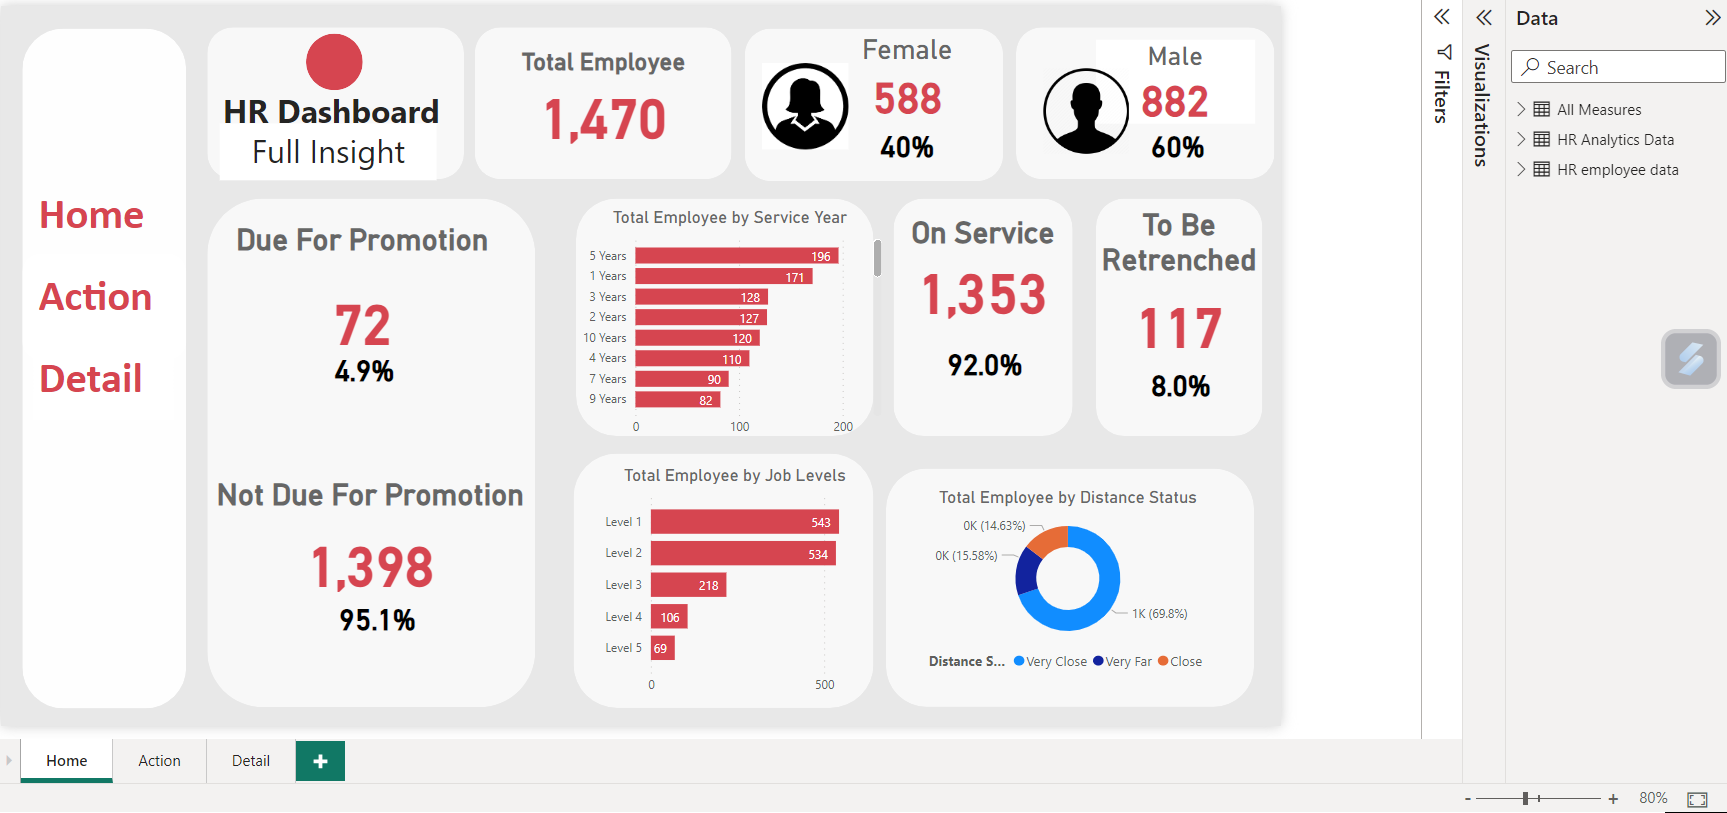 HR Dashboard
Full Insight
Total Employee
1,470
Female
588
40%
Male
882
60%
Home
Action
Detail
Due For Promotion
72
4.9%
Not Due For Promotion
1,398
95.1%
Total Employee by Service Year
5 Years 196
1 Years 171
3 Years 128
2 Years 127
10 Years 120
4 Years 110
7 Years 90
9 Years 82
0 100 200
On Service
1,353
92.0%
To Be
Retrenched
117
8.0%
Total Employee by Job Levels
Level 1 543
Level 2 534
Level 3 218
Level 4 106
Level 5 69
0 500
Total Employee by Distance Status
0K (14.63%)
0K (15.58%)
1K (69.8%)
Distance S... Very Close Very Far Close
Filters
Visualizations
Data
Search
All Measures
HR Analytics Data
HR employee data
Home Action Detail +
- + 80%